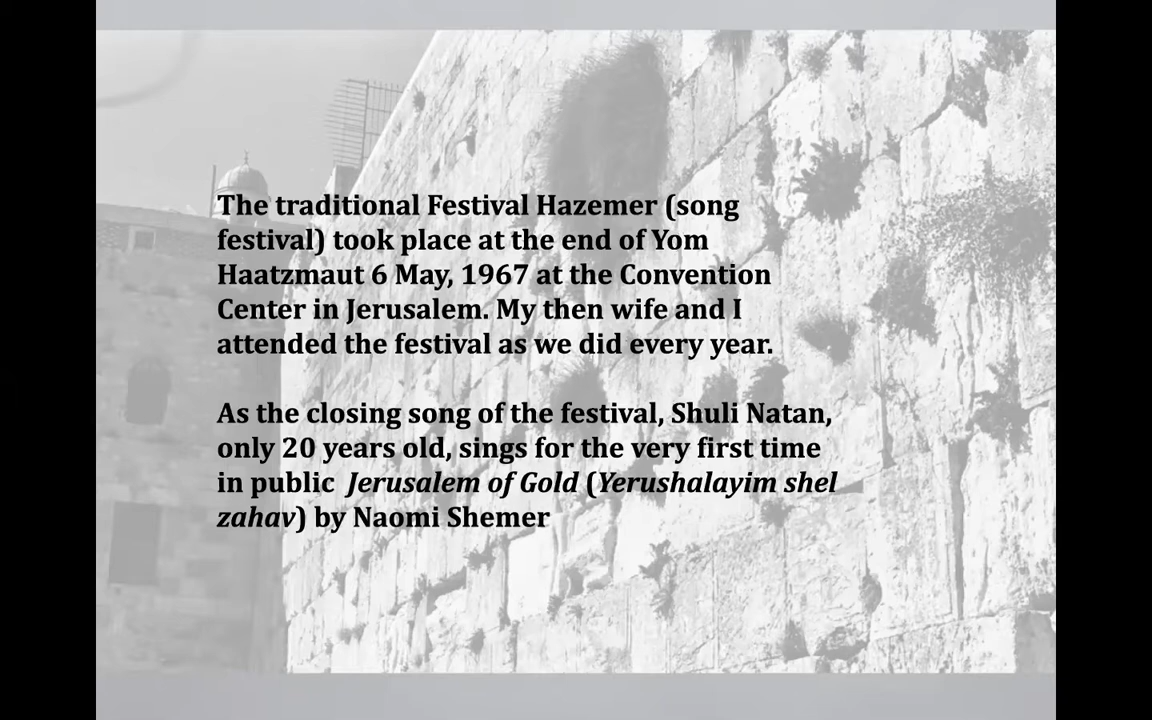 The traditional Festival Hazemer (song
festival) took place at the end of Yom
Haatzmaut 6 May, 1967 at the Convention
Center in Jerusalem. My then wife and I
attended the festival as we did every year.
As the closing song of the festival, Shuli Natan,
only 20 years old, sings for the very first time
in public Jerusalem of Gold (Yerushalayim shel
zahav) by Naomi Shemer